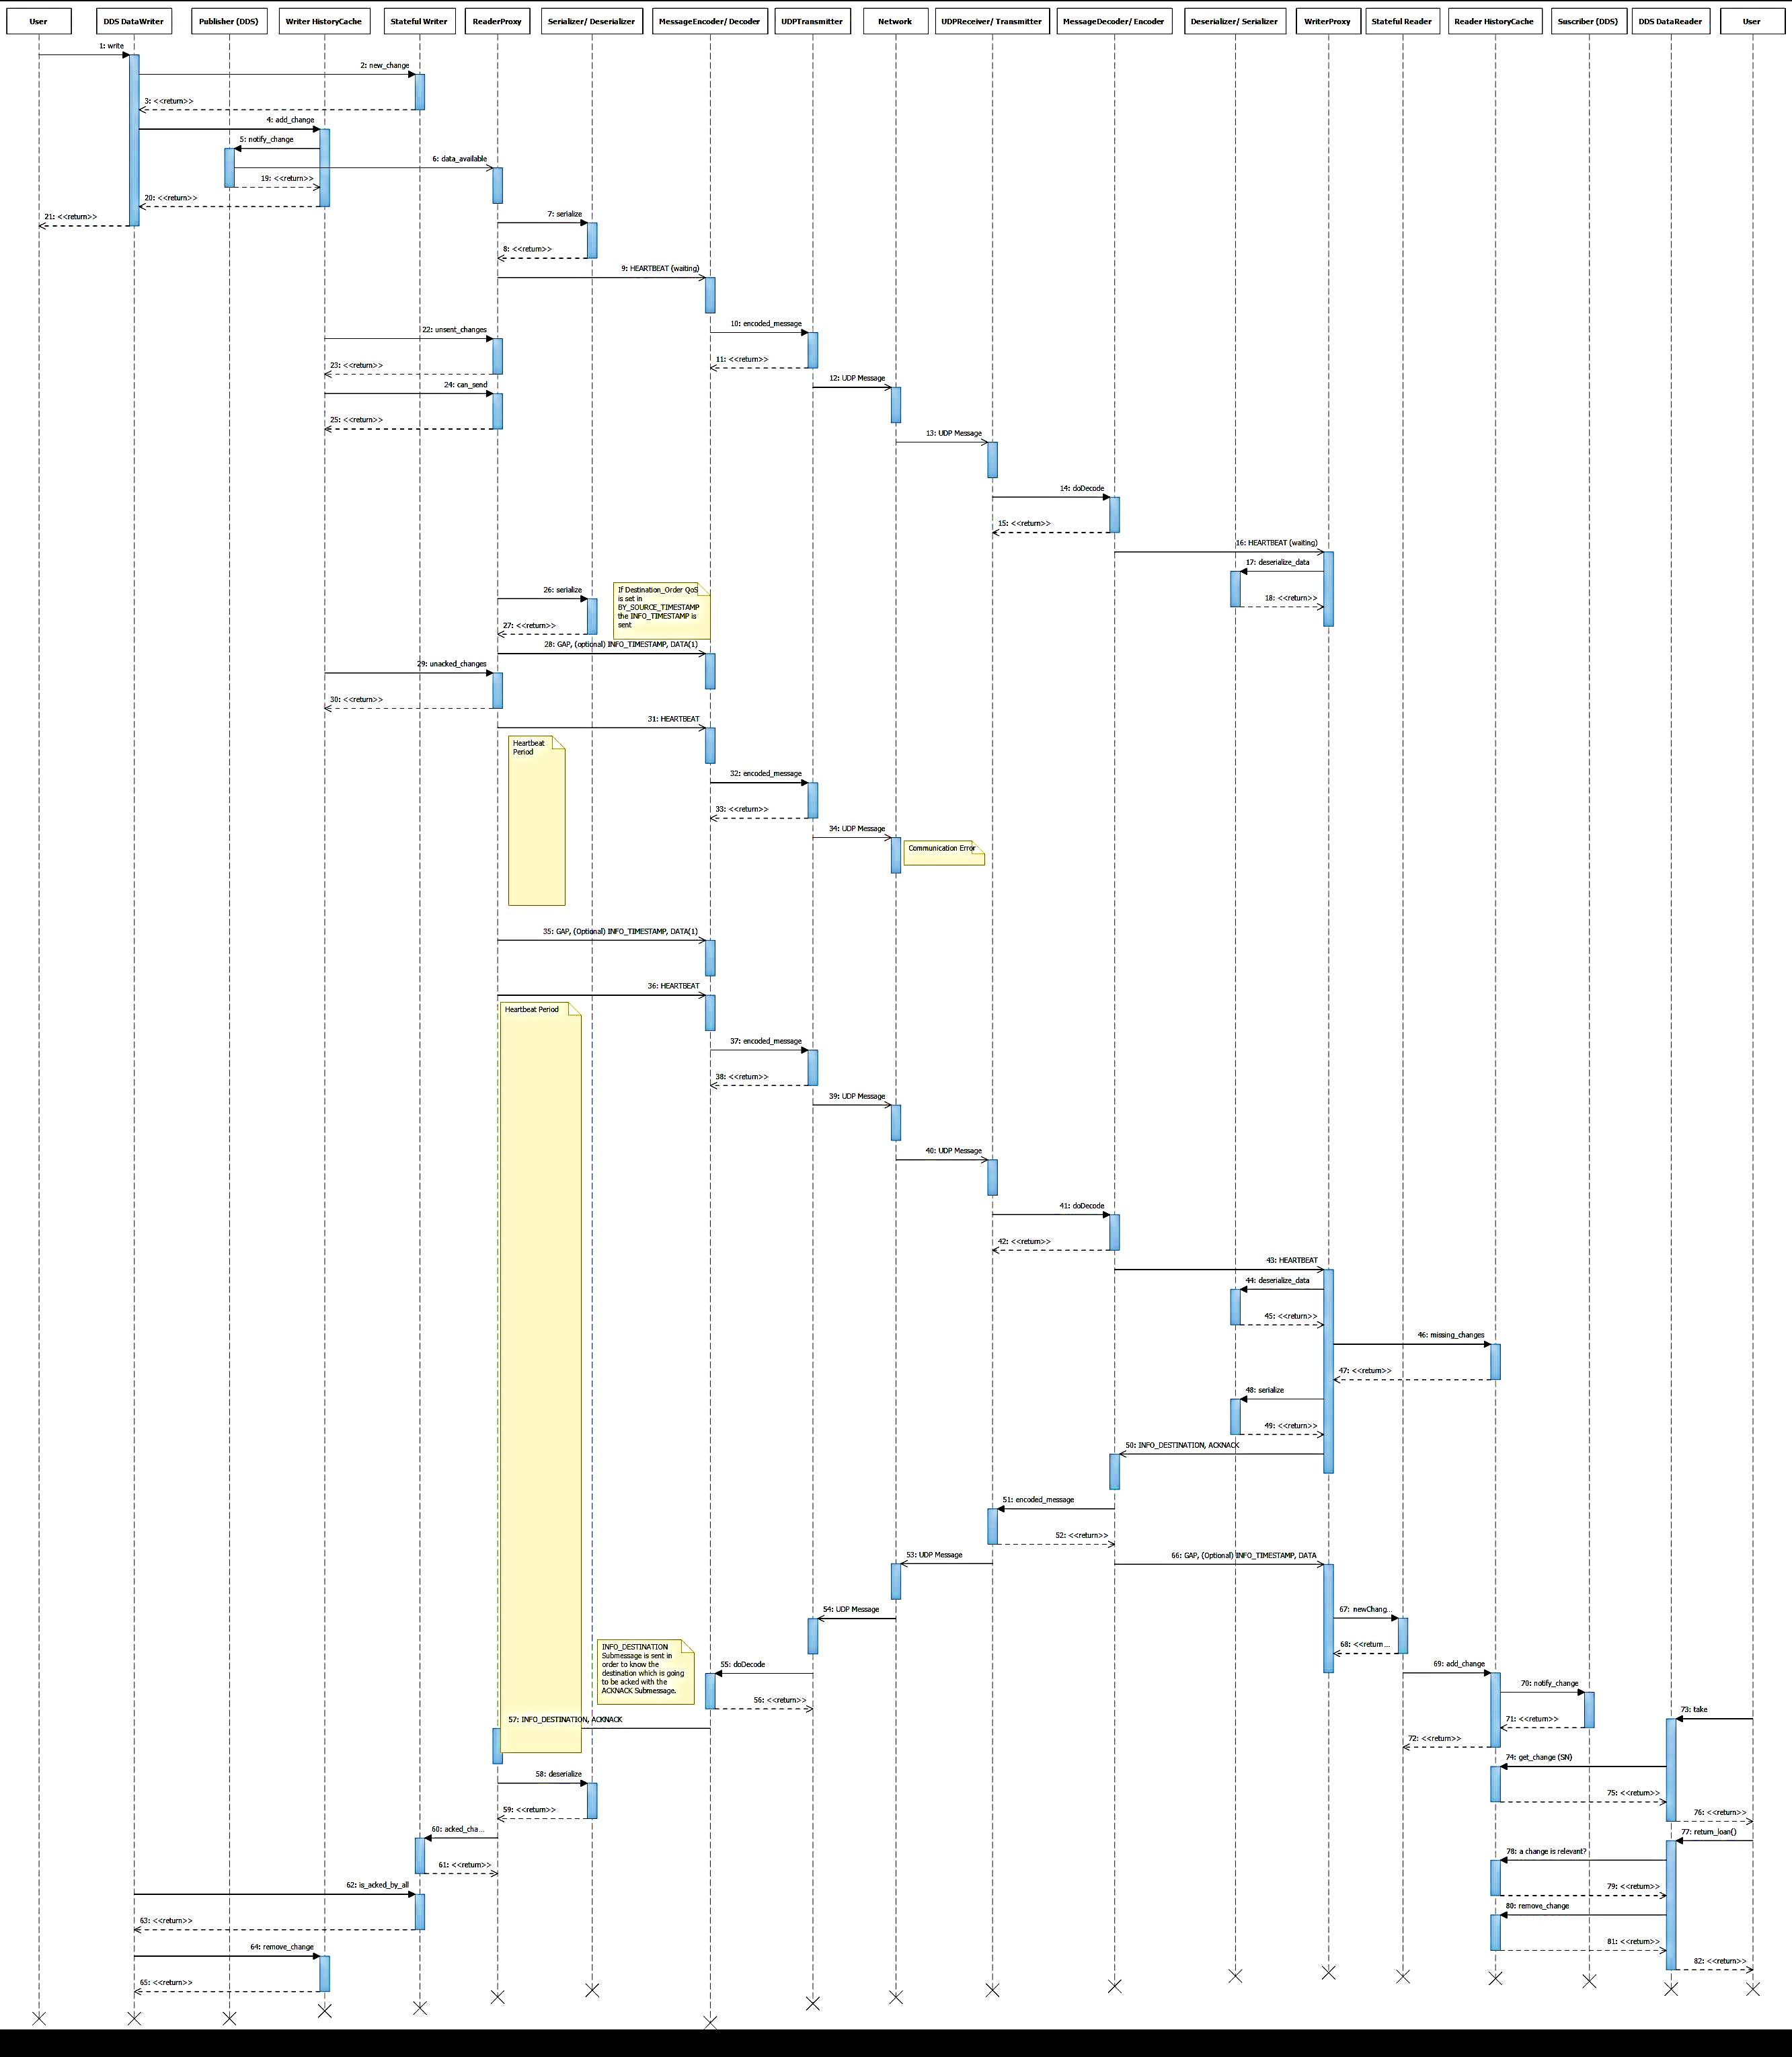 User
DDS DataWriter
Publisher (DDS)
Writer HistoryCache
Stateful Writer
ReaderProxy
Serializer/ Deserializer
MessageEncoder/ Decoder
UDPTransmitter
Network
UDPReceiver/ Transmitter
MessageDecoder/ Encoder
Deserializer/ Serializer
WriterProxy
Stateful Reader
Reader HistoryCache
Suscriber (DDS)
DDS DataReader
User
1: write
2: new_change
3: <<return>>
4: add_change
5: notify_change
6: data_available
19: <<return>>
20: <<return>>
21: <<return>>
7: serialize
8: <<return>>
9: HEARTBEAT (waiting)
10: encoded_message
22: unsent_changes
11: <<return>>
23: <<return>>
12: UDP Message
24: can_send
25: <<return>>
13: UDP Message
14: doDecode
15: <<return>>
16: HEARTBEAT (waiting)
17: deserialize_data
18: <<return>>
26: serialize
If Destination_Order QoS
is set in
BY_SOURCE_TIMESTAMP
the INFO_TIMESTAMP is
sent
27: <<return>>
28: GAP, (optional) INFO_TIMESTAMP, DATA(1)
29: unacked_changes
30: <<return>>
31: HEARTBEAT
Heartbeat
Period
32: encoded_message
33: <<return>>
34: UDP Message
Communication Error
35: GAP, (Optional) INFO_TIMESTAMP, DATA(1)
36: HEARTBEAT
Heartbeat Period
37: encoded_message
38: <<return>>
39: UDP Message
40: UDP Message
41: doDecode
42: <<return>>
43: HEARTBEAT
44: deserialize_data
45: <<return>>
46: missing_changes
47: <<return>>
48: serialize
49: <<return>>
50: INFO_DESTINATION, ACKNACK
51: encoded_message
52: <<return>>
53: UDP Message
66: GAP, (Optional) INFO_TIMESTAMP, DATA
54: UDP Message
67: newChang...
68: <<return...
INFO_DESTINATION
Submessage is sent in
order to know the
destination which is going
to be acked with the
ACKNACK Submessage.
55: doDecode
69: add_change
70: notify_change
56: <<return>>
73: take
57: INFO_DESTINATION, ACKNACK
71: <<return>>
72: <<return>>
74: get_change (SN)
58: deserialize
75: <<return>>
59: <<return>>
76: <<return>>
60: acked_cha...
77: return_loan()
78: a change is relevant?
61: <<return>>
62: is_acked_by_all
79: <<return>>
80: remove_change
63: <<return>>
81: <<return>>
64: remove_change
82: <<return>>
65: <<return>>